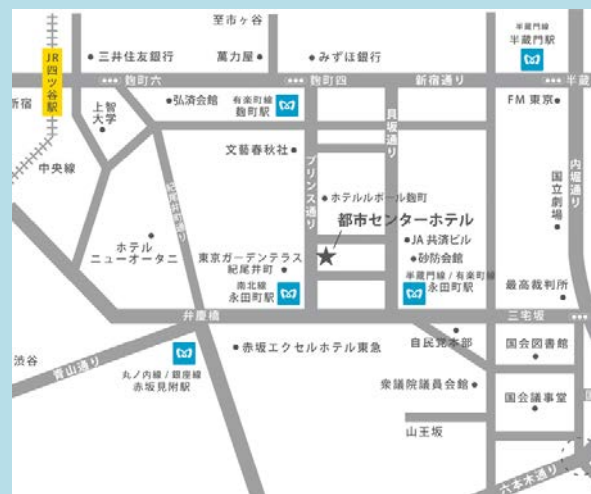 至市ヶ谷
半蔵門線
半蔵門駅
JR四ツ谷駅
三井住友銀行
萬力屋
みずほ銀行
麹町六
麹町四
新宿通り
半蔵
新宿
上智
大学
弘済会館
有楽町線
麹町駅
FM東京
貝坂通り
内堀通り
中央線
文藝春秋社
プリンス通り
紀尾井町通り
国立劇場
ホテルルポール麹町
都市センターホテル
ホテル
ニューオータニ
東京ガーデンテラス
紀尾井町
JA共済ビル
砂防会館
南北線
永田町駅
半蔵門線/有楽町線
永田町駅
最高裁判所
弁慶橋
三宅坂
渋谷
青山通り
丸ノ内線/銀座線
赤坂見附駅
赤坂エクセルホテル東急
自民党本部
国会図書館
衆議院議員会館
国会議事堂
山王坂
六本木通り